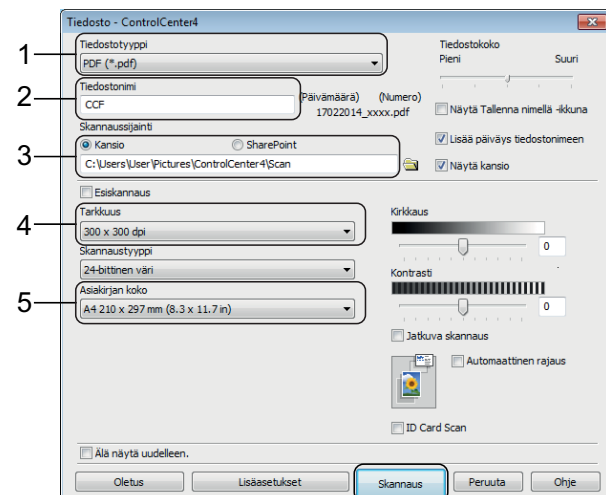 Tiedosto - ControlCenter4
1
Tiedostotyyppi
PDF (*.pdf)
Tiedostokoko
Pieni Suuri
2
Tiedostonimi
CCF
(Päivämäärä) (Numero)
17022014_xxxx.pdf
Näytä Tallenna nimellä -ikkuna
Lisää päiväys tiedostonimeen
Näytä kansio
3
Skannaussijainti
Kansio SharePoint
C:\Users\User\Pictures\ControlCenter4\Scan
Esiskannaus
4
Tarkkuus
300 x 300 dpi
Skannaustyyppi
24-bittinen väri
5
Asiakirjan koko
A4 210 x 297 mm (8.3 x 11.7 in)
Kirkkaus
0
Kontrasti
0
Jatkuva skannaus
Automaattinen rajaus
ID Card Scan
Älä näytä uudelleen.
Oletus Lisäasetukset Skannaus Peruuta Ohje